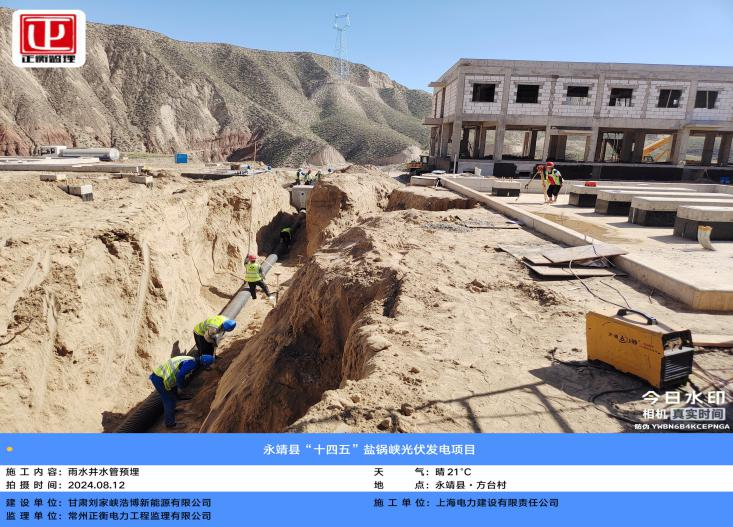 正衡监理
今日水印
相机 真实时间
防伪 YWBN6B4KCEPNGA
永靖县“十四五”盐锅峡光伏发电项目
施工内容：雨水井水管预埋
天气：晴 21℃
拍摄时间：2024.08.12
地点：永靖县·方台村
建设单位：甘肃刘家峡浩博新能源有限公司
施工单位：上海电力建设有限责任公司
监理单位：常州正衡电力工程监理有限公司